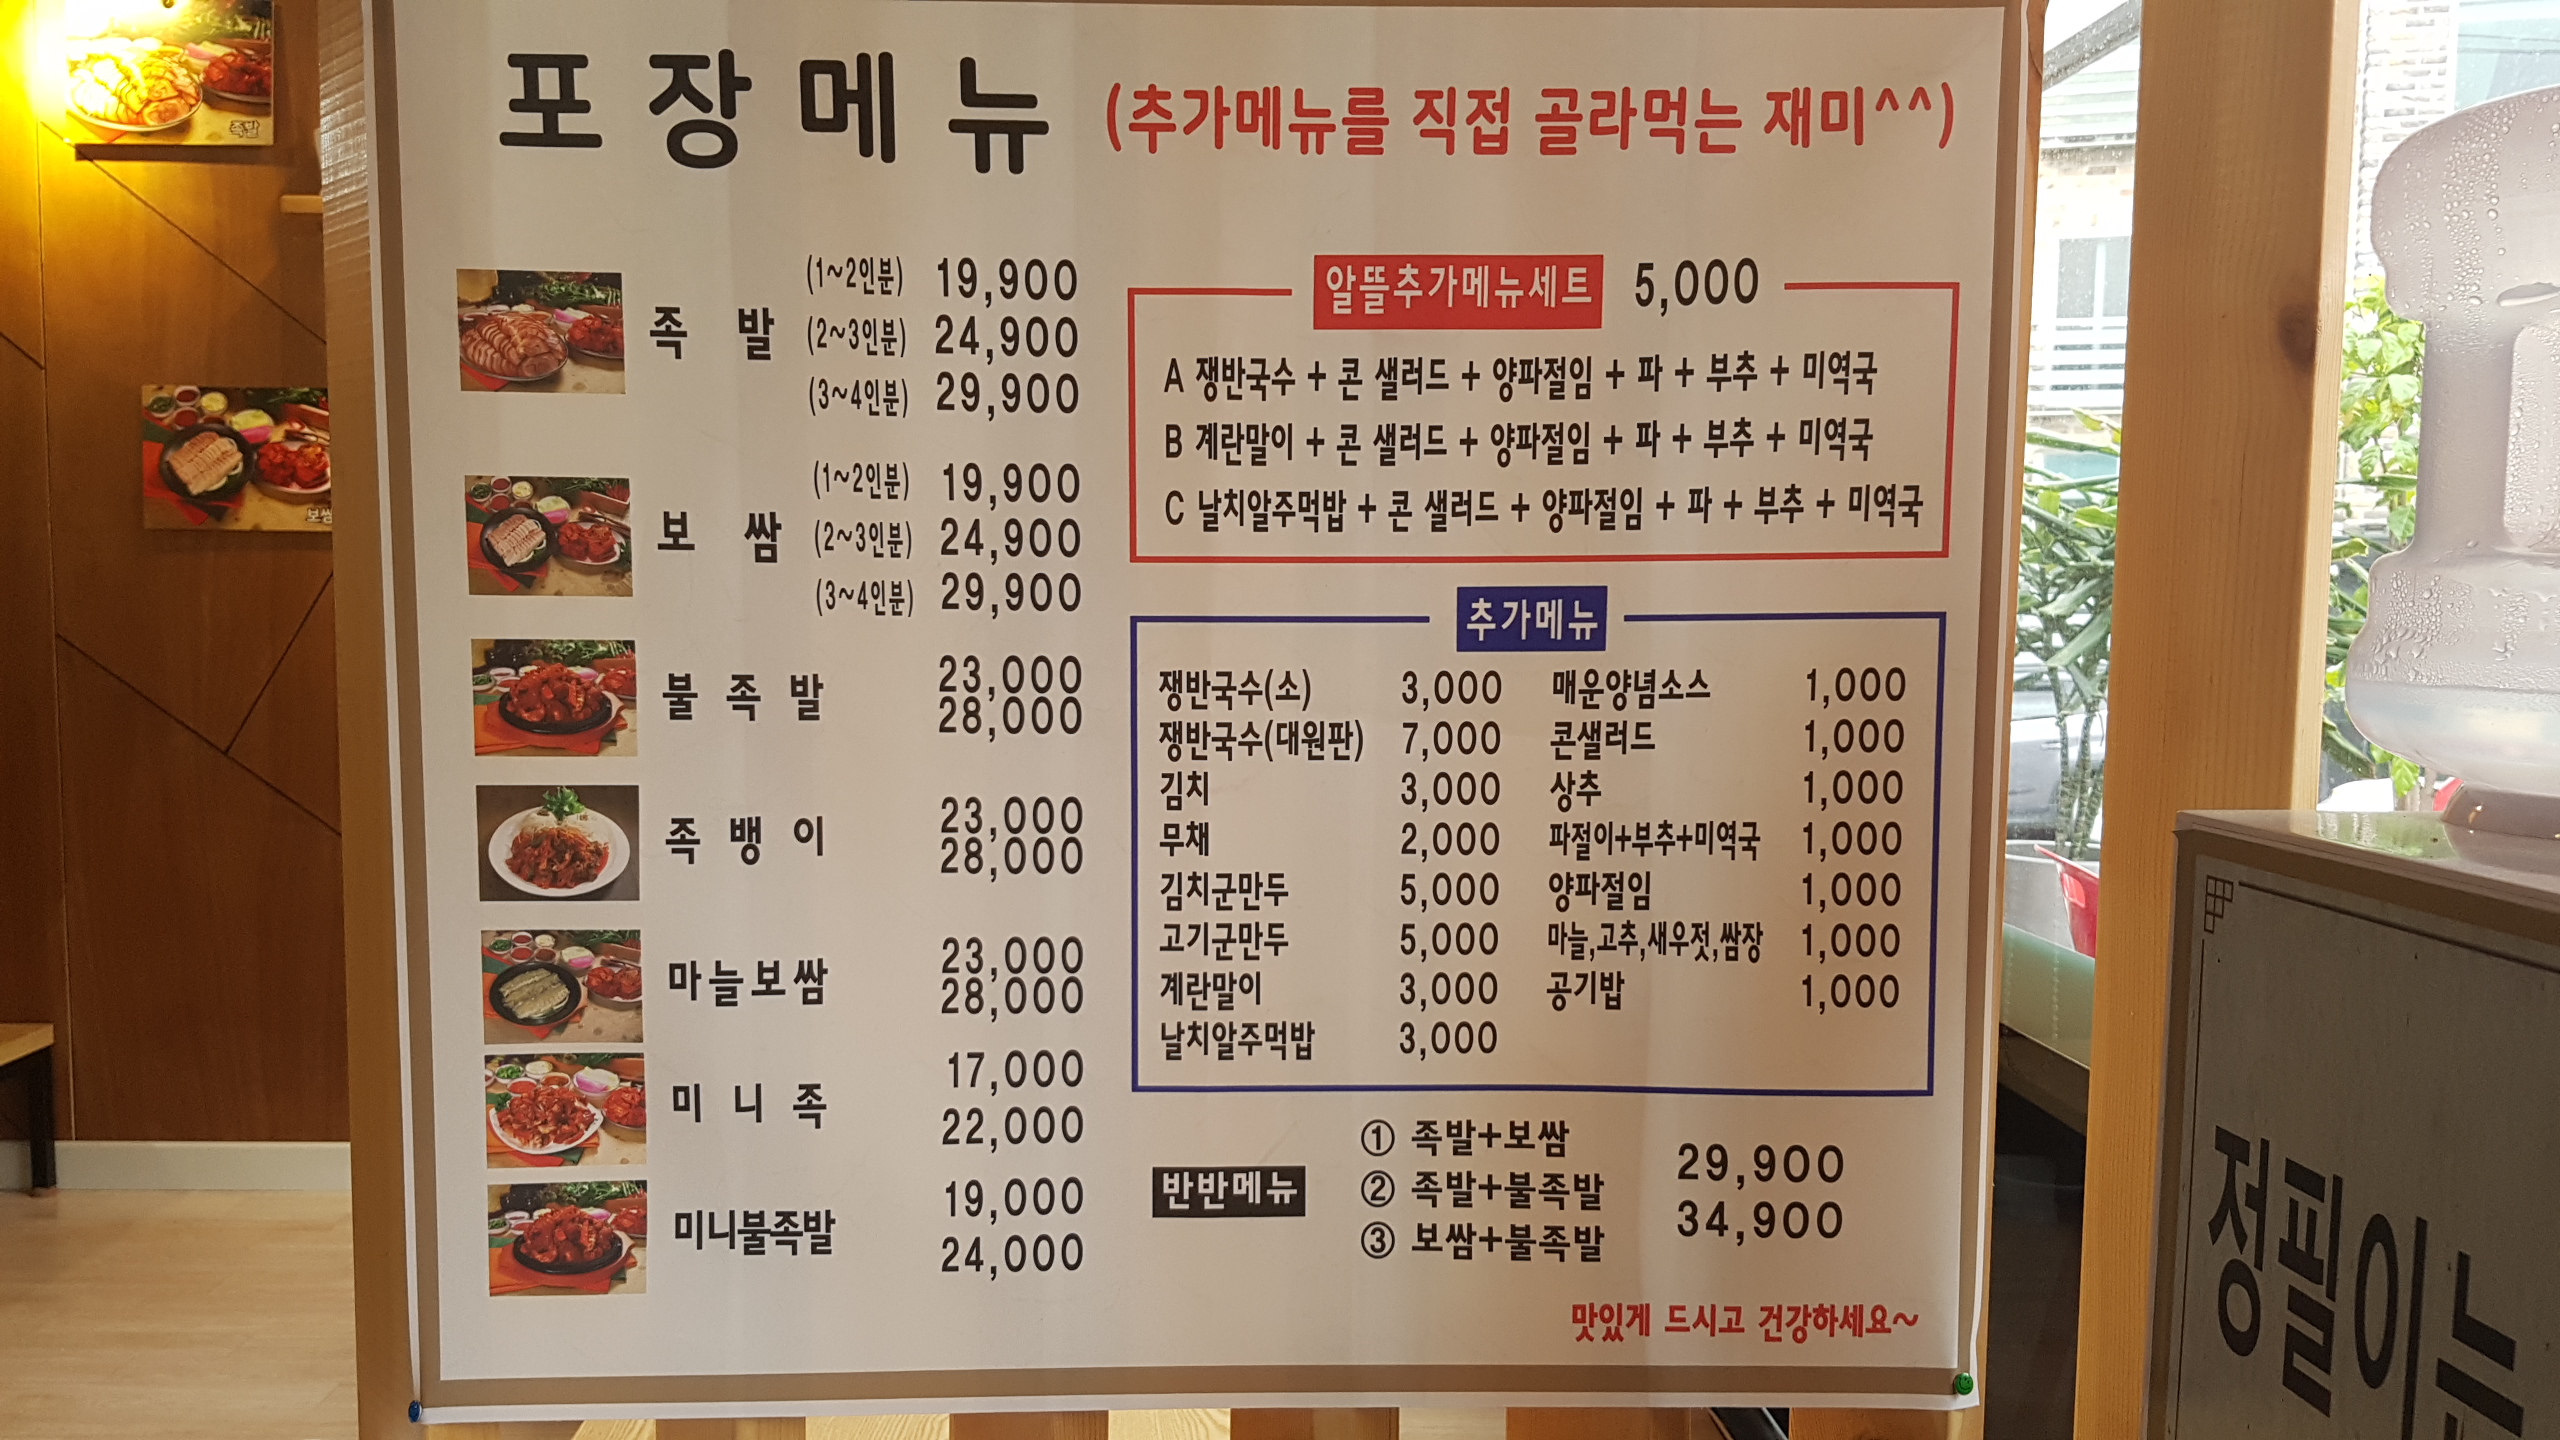 포장메뉴 (추가메뉴를 직접 골라먹는 재미^^)
족발 (1~2인분) 19,900
(2~3인분) 24,900
(3~4인분) 29,900
보쌈 (1~2인분) 19,900
(2~3인분) 24,900
(3~4인분) 29,900
불족발 23,000
28,000
족뱅이 23,000
28,000
마늘보쌈 23,000
28,000
미니족 17,000
22,000
미니불족발 19,000
24,000
알뜰추가메뉴세트 5,000
A 쟁반국수 + 콘 샐러드 + 양파절임 + 파 + 부추 + 미역국
B 계란말이 + 콘 샐러드 + 양파절임 + 파 + 부추 + 미역국
C 날치알주먹밥 + 콘 샐러드 + 양파절임 + 파 + 부추 + 미역국
추가메뉴
쟁반국수(소) 3,000 매운양념소스 1,000
쟁반국수(대원판) 7,000 콘샐러드 1,000
김치 3,000 상추 1,000
무채 2,000 파절이+부추+미역국 1,000
김치군만두 5,000 양파절임 1,000
고기군만두 5,000 마늘,고추,새우젓,쌈장 1,000
계란말이 3,000 공기밥 1,000
날치알주먹밥 3,000
반반메뉴
① 족발+보쌈
② 족발+불족발
③ 보쌈+불족발
29,900
34,900
맛있게 드시고 건강하세요~
족발
보쌈
정필이